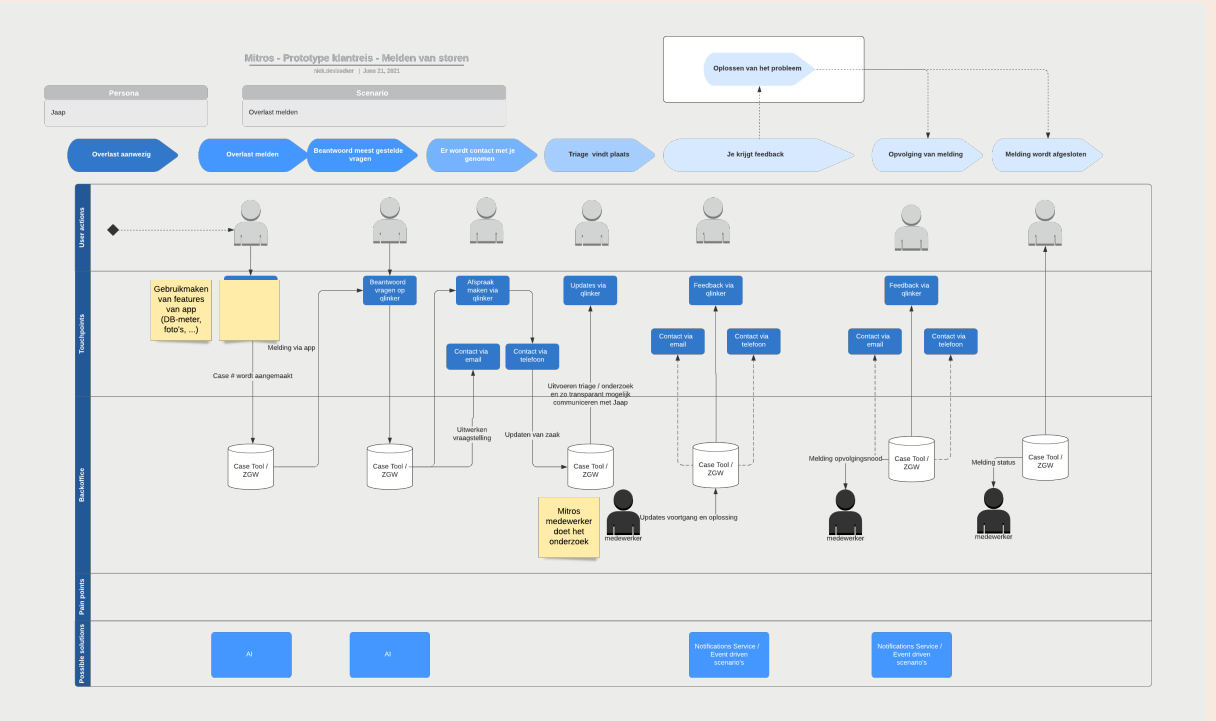 Mitros - Prototype klantreis - Melden van storen
nick.desisselker | June 21, 2021
Persona
Jaap
Scenario
Overlast melden
Oplossen van het probleem
Overlast aanwezig
Overlast melden
Beantwoord meest gestelde
vragen
Er wordt contact met je
genomen
Triage vindt plaats
Je krijgt feedback
Opvolging van melding
Melding wordt afgesloten
User actions
Touchpoints
Gebruikmaken
van features
van app
(DB-meter,
foto's, ...)
Melding via app
Case # wordt aangemaakt
Beantwoord
vragen op
qlinker
Afspraak
maken via
qlinker
Contact via
email
Contact via
telefoon
Updates via
qlinker
Uitvoeren triage / onderzoek
en zo transparant mogelijk
communiceren met Jaap
Feedback via
qlinker
Contact via
email
Contact via
telefoon
Feedback via
qlinker
Contact via
email
Contact via
telefoon
Backoffice
Case Tool /
ZGW
Case Tool /
ZGW
Uitwerken
vraagstelling
Updaten van zaak
Case Tool /
ZGW
Mitros
medewerker
doet het
onderzoek
medewerker
Updates voortgang en oplossing
Case Tool /
ZGW
Melding opvolgingsnood
Case Tool /
ZGW
medewerker
Melding status
Case Tool /
ZGW
medewerker
Pain points
Possible solutions
AI
AI
Notifications Service /
Event driven
scenario's
Notifications Service /
Event driven
scenario's